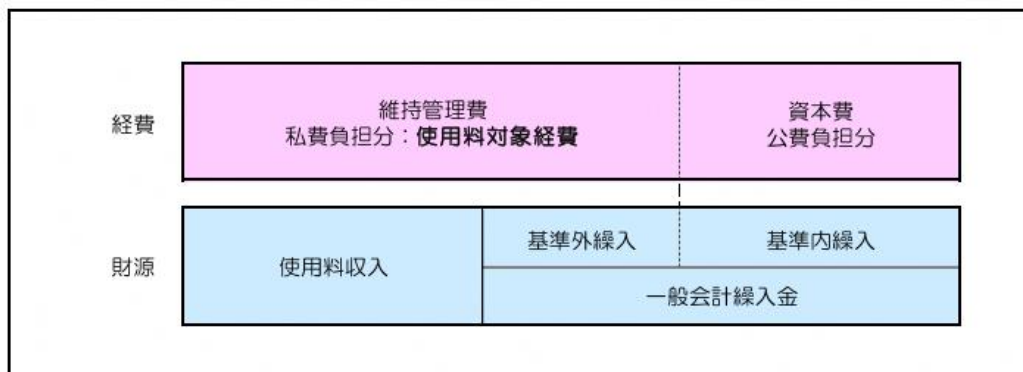 経費
維持管理費
私費負担分：使用料対象経費
資本費
公費負担分
財源
使用料収入
基準外繰入
基準内繰入
一般会計繰入金